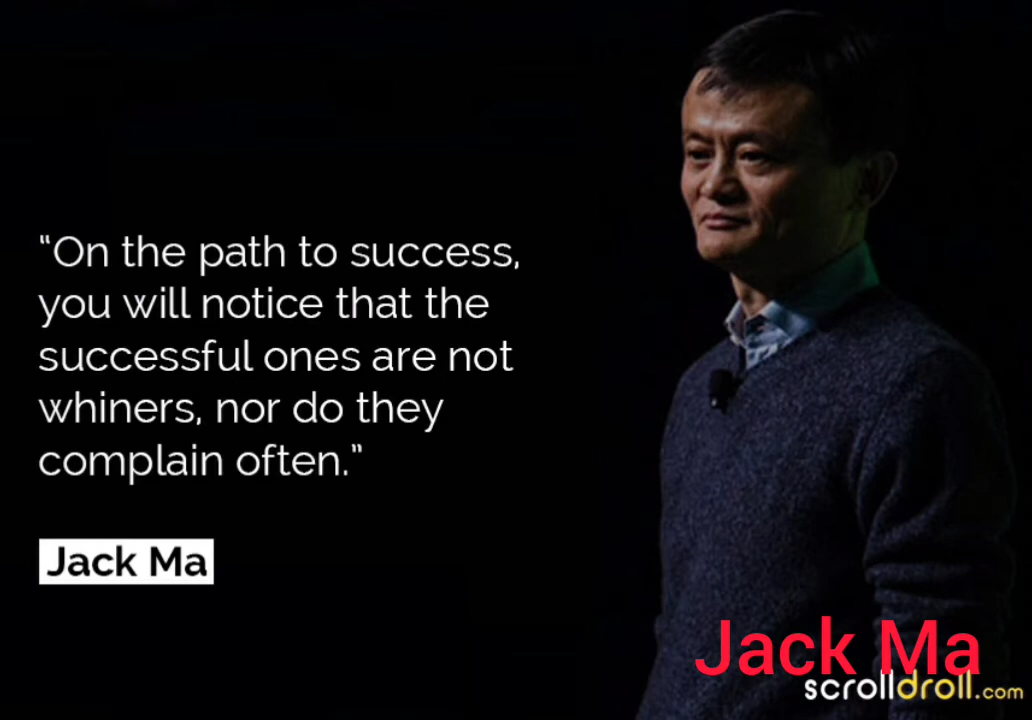 “On the path to success,
you will notice that the
successful ones are not
whiners, nor do they
complain often.”
Jack Ma
Jack Ma
scrolldroll.com